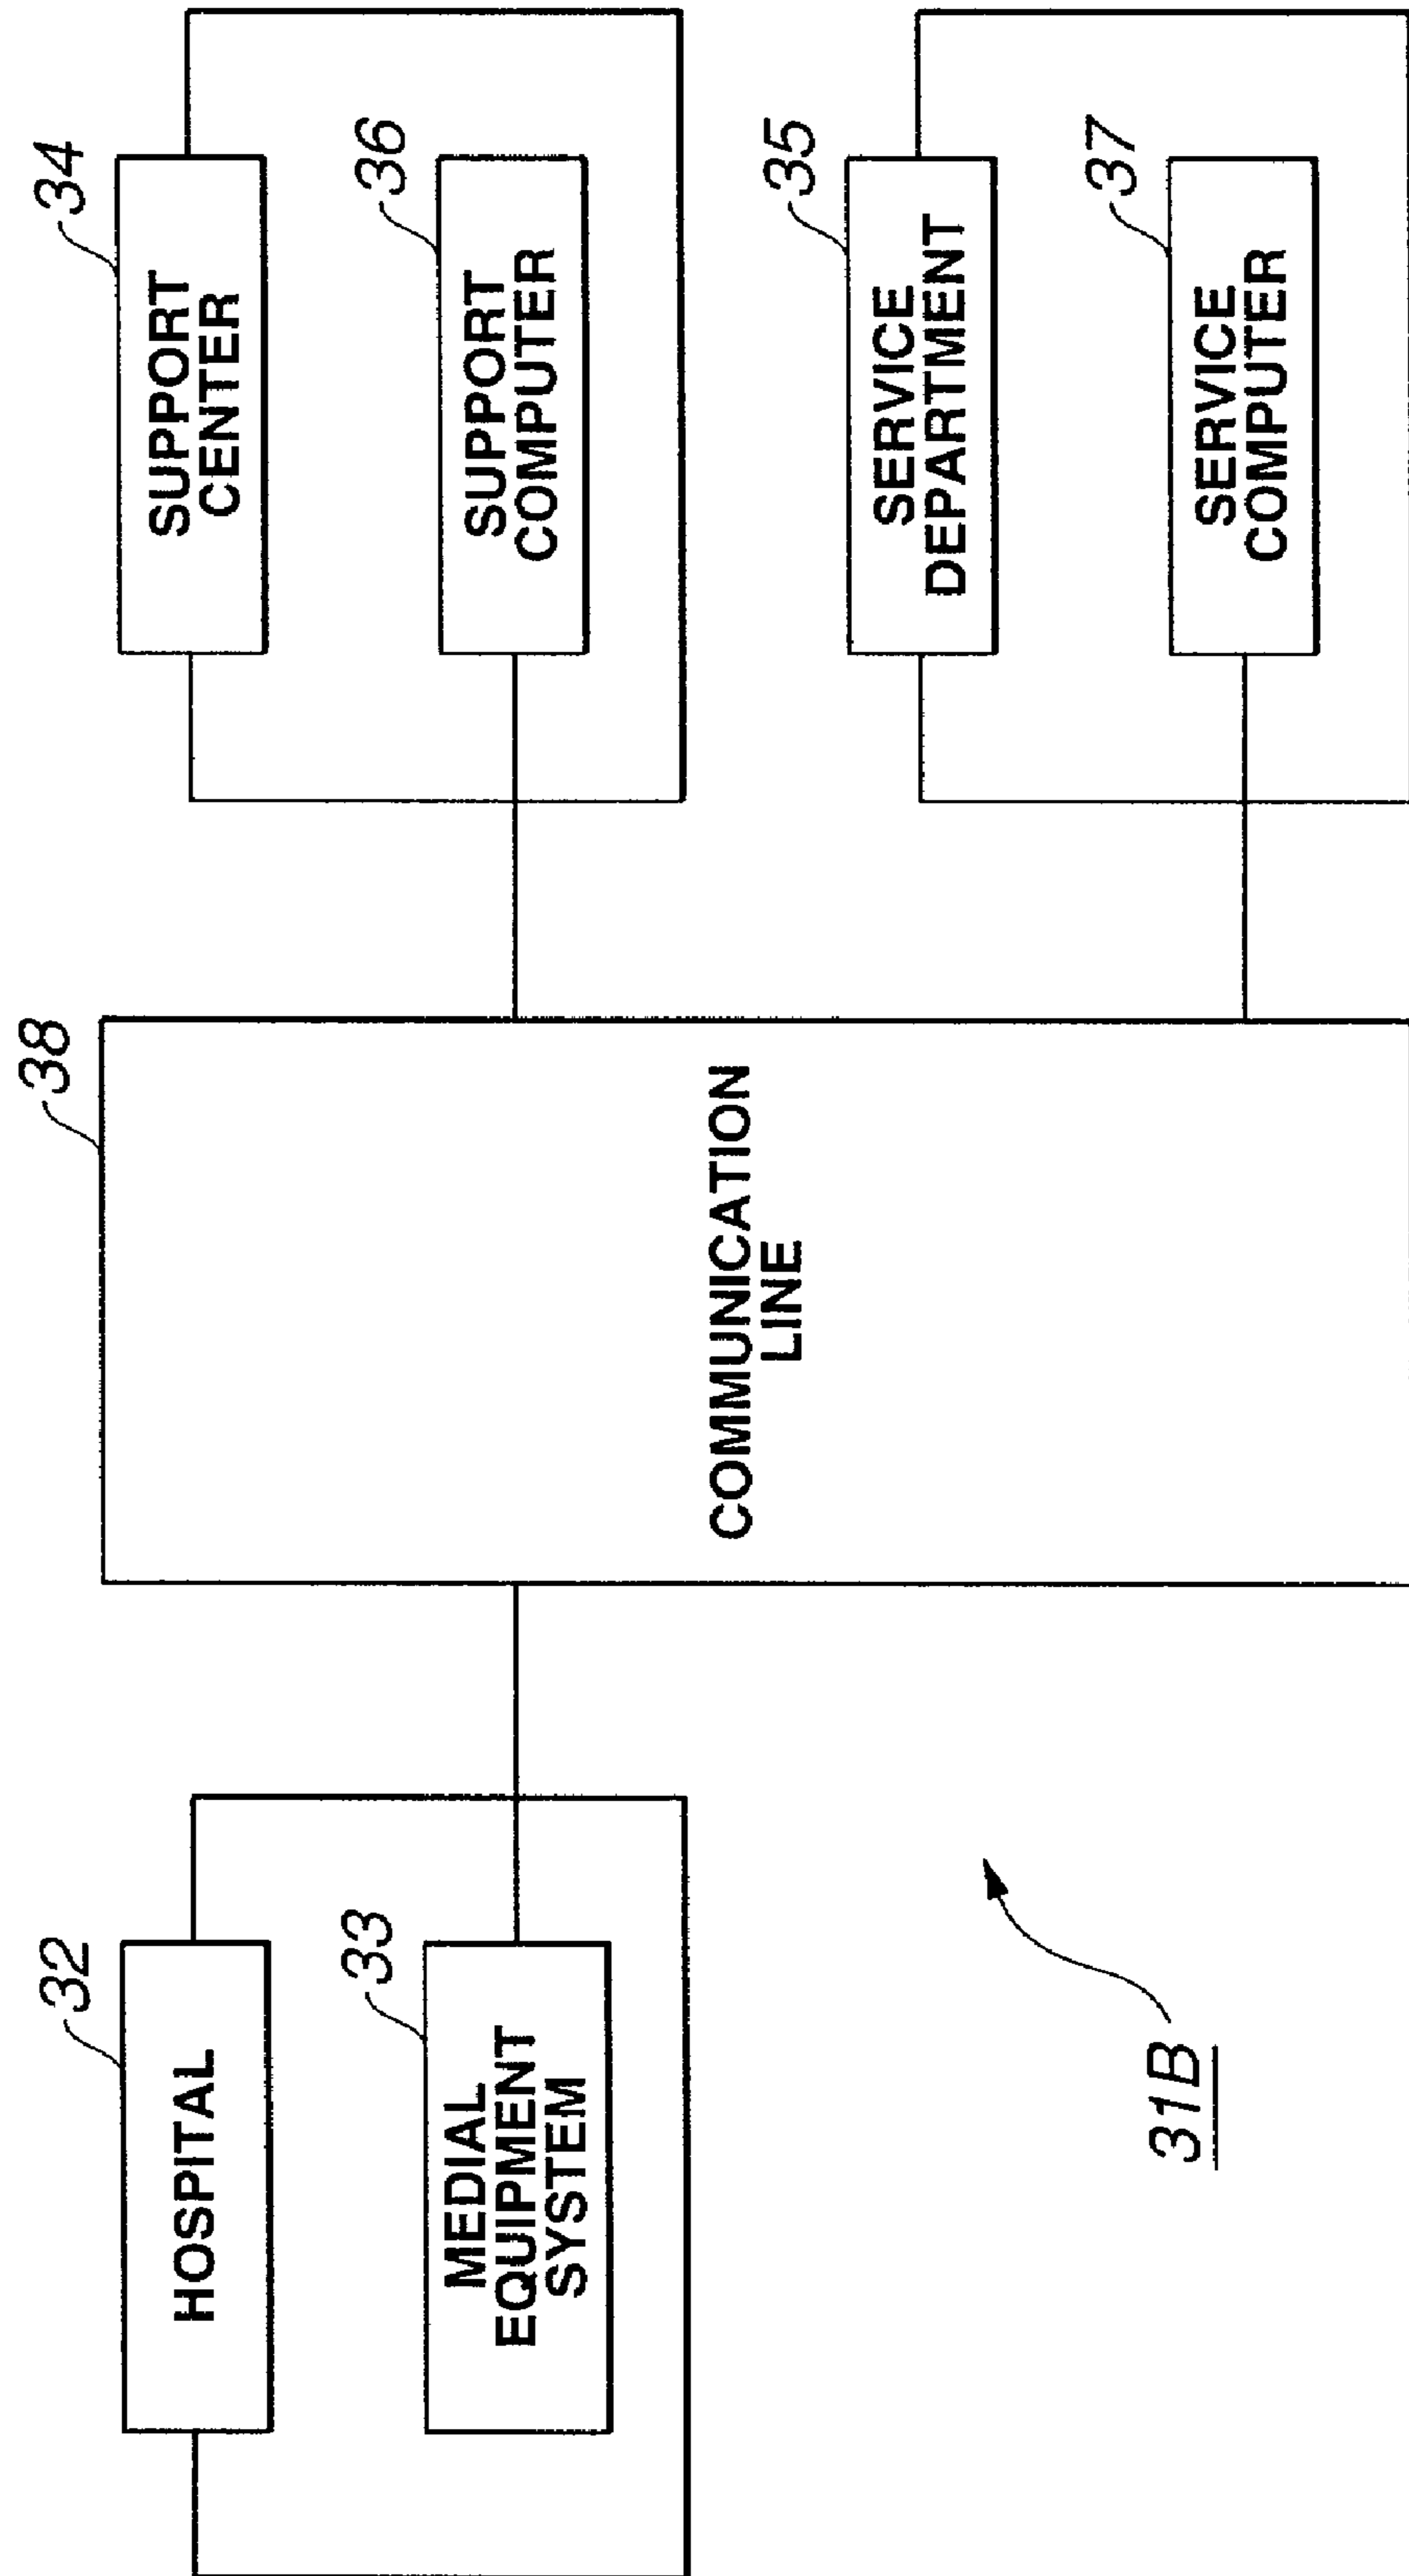 32
HOSPITAL
33
MEDIAL
EQUIPMENT
SYSTEM
38
COMMUNICATION
LINE
34
SUPPORT
CENTER
36
SUPPORT
COMPUTER
35
SERVICE
DEPARTMENT
37
SERVICE
COMPUTER
31B